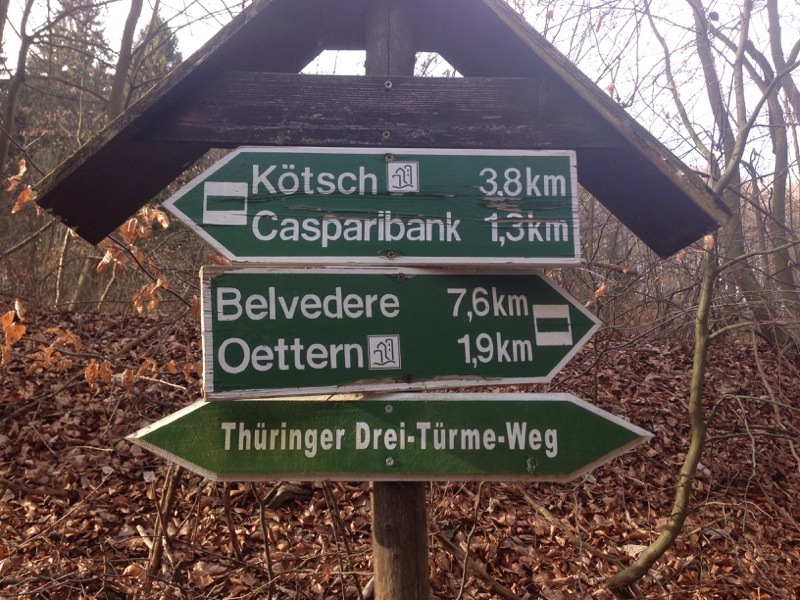 Kötsch 3,8km
Casparibank 1,3km
Belvedere 7,6km
Oettern 1,9km
Thüringer Drei-Türme-Weg